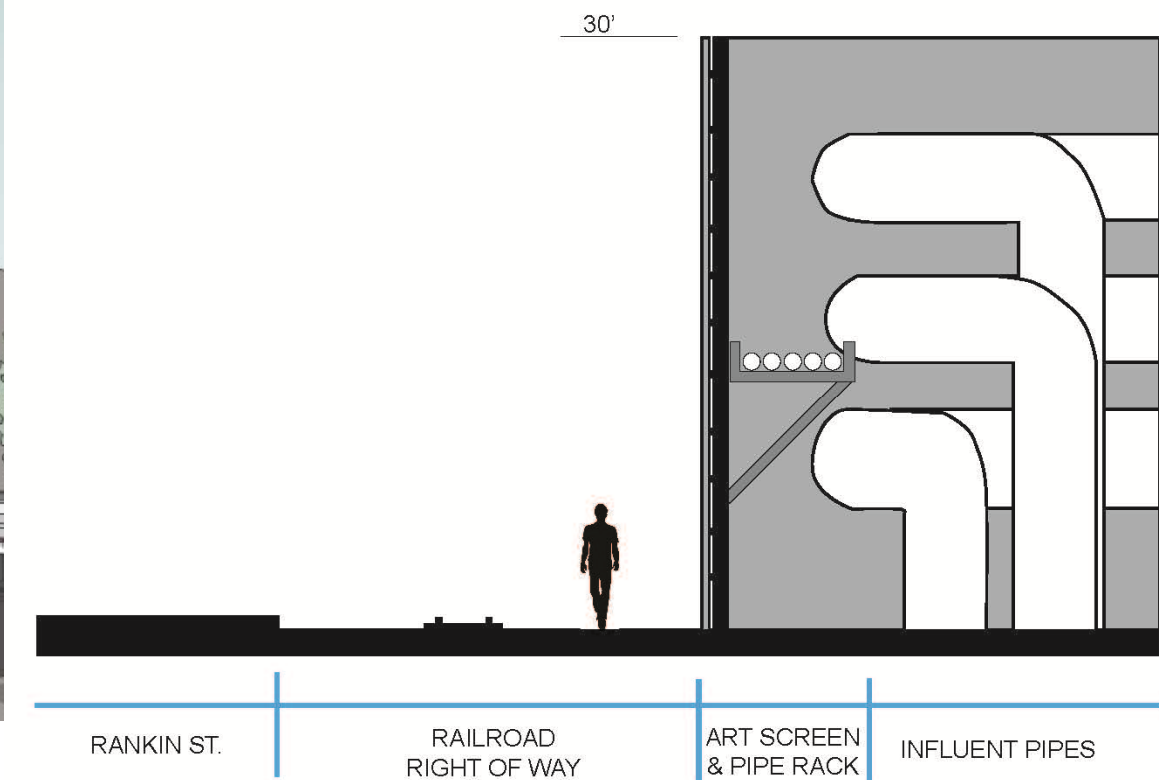 30'
RANKIN ST.
RAILROAD
RIGHT OF WAY
ART SCREEN
& PIPE RACK
INFLUENT PIPES